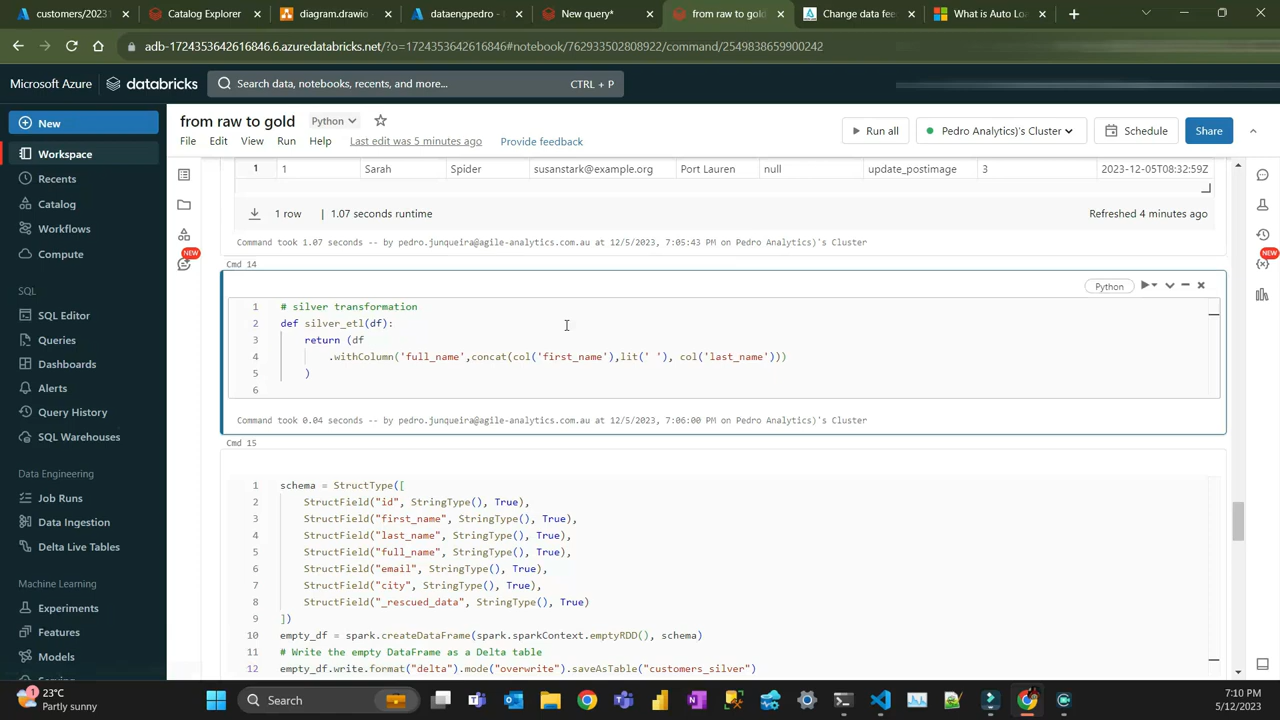 customers/2023
Catalog Explorer
diagram.drawio
dataengpedro -
New query*
from raw to gold
Change data fee
What is Auto Loa
adb-1724353642616846.6.azuredatabricks.net/?o=1724353642616846#notebook/762933502808922/command/2549838659900242
Microsoft Azure
databricks
Search data, notebooks, recents, and more...
CTRL + P
New
Workspace
Recents
Catalog
Workflows
Compute
SQL
SQL Editor
Queries
Dashboards
Alerts
Query History
SQL Warehouses
Data Engineering
Job Runs
Data Ingestion
Delta Live Tables
Machine Learning
Experiments
Features
Models
from raw to gold
Python
File Edit View Run Help
Last edit was 5 minutes ago
Provide feedback
Run all
Pedro Analytics)'s Cluster
Schedule
Share
NEW
NEW
1 1 Sarah Spider susanstark@example.org Port Lauren null update_postimage 3 2023-12-05T08:32:59Z
1 row | 1.07 seconds runtime
Refreshed 4 minutes ago
Command took 1.07 seconds -- by pedro.junqueira@agile-analytics.com.au at 12/5/2023, 7:05:43 PM on Pedro Analytics)'s Cluster
Cmd 14
Python
1 # silver transformation
2 def silver_etl(df):
3 return (df
4 .withColumn('full_name',concat(col('first_name'),lit(' '), col('last_name')))
5 )
6
Command took 0.04 seconds -- by pedro.junqueira@agile-analytics.com.au at 12/5/2023, 7:06:00 PM on Pedro Analytics)'s Cluster
Cmd 15
1 schema = StructType([
2 StructField("id", StringType(), True),
3 StructField("first_name", StringType(), True),
4 StructField("last_name", StringType(), True),
5 StructField("full_name", StringType(), True),
6 StructField("email", StringType(), True),
7 StructField("city", StringType(), True),
8 StructField("_rescued_data", StringType(), True)
9 ])
10 empty_df = spark.createDataFrame(spark.sparkContext.emptyRDD(), schema)
11 # Write the empty DataFrame as a Delta table
12 empty_df.write.format("delta").mode("overwrite").saveAsTable("customers_silver")
1
23°C
Partly sunny
Search
7:10 PM
5/12/2023